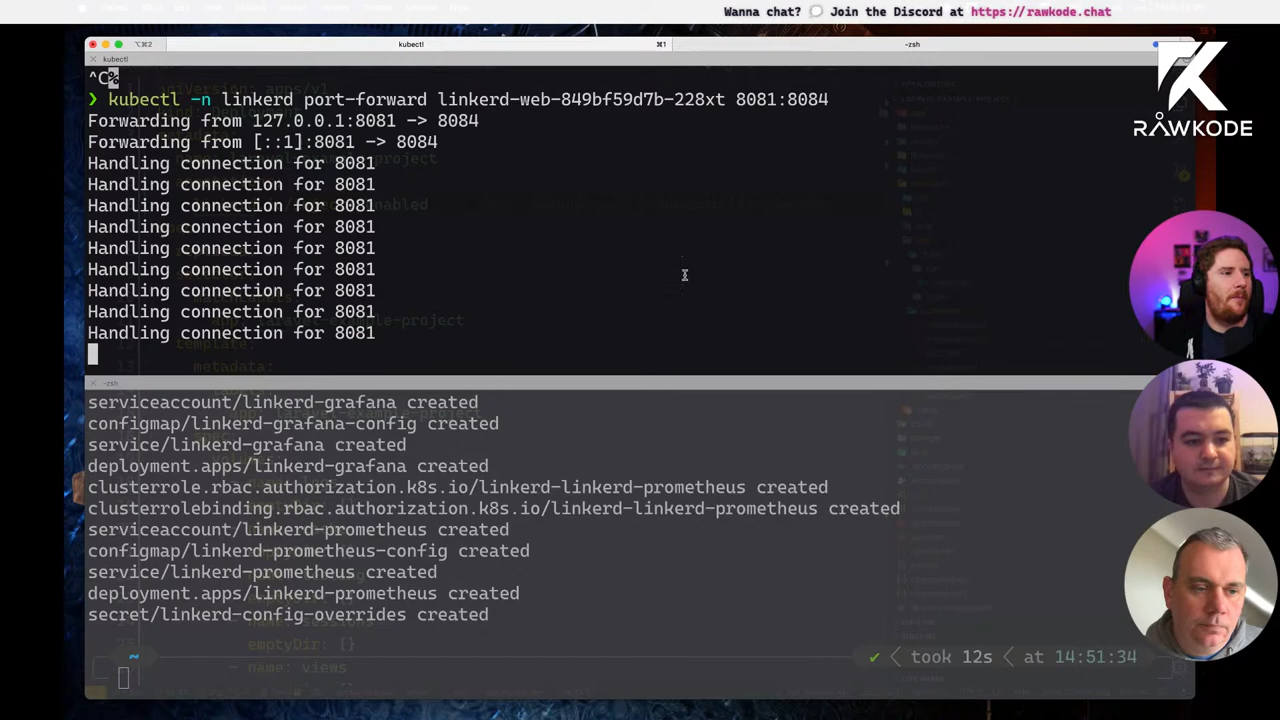 Wanna chat? 💬 Join the Discord at https://rawkode.chat
⌥⌘2
kubectl
⌘1
-zsh
kubectl
^C%
❯ kubectl -n linkerd port-forward linkerd-web-849bf59d7b-228xt 8081:8084
Forwarding from 127.0.0.1:8081 -> 8084
Forwarding from [::1]:8081 -> 8084
Handling connection for 8081
Handling connection for 8081
Handling connection for 8081
Handling connection for 8081
Handling connection for 8081
Handling connection for 8081
Handling connection for 8081
Handling connection for 8081
Handling connection for 8081
RAWKODE
-zsh
serviceaccount/linkerd-grafana created
configmap/linkerd-grafana-config created
service/linkerd-grafana created
deployment.apps/linkerd-grafana created
clusterrole.rbac.authorization.k8s.io/linkerd-linkerd-prometheus created
clusterrolebinding.rbac.authorization.k8s.io/linkerd-linkerd-prometheus created
serviceaccount/linkerd-prometheus created
configmap/linkerd-prometheus-config created
service/linkerd-prometheus created
deployment.apps/linkerd-prometheus created
secret/linkerd-config-overrides created
emptyDir: []
~
✔ took 12s at 14:51:34
- name: views